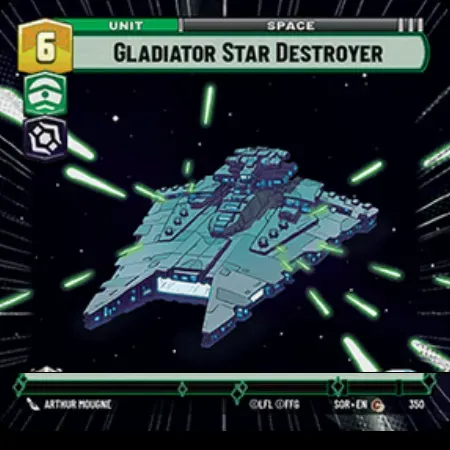 UNIT
SPACE
6
GLADIATOR STAR DESTROYER
ARTHUR MOUGNE
©LFL ©FFG
SOR•EN C
350